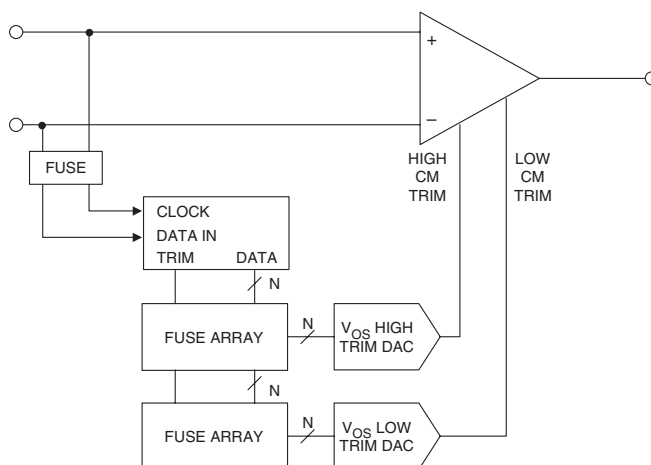 +
−
HIGH
CM
TRIM
LOW
CM
TRIM
FUSE
CLOCK
DATA IN
TRIM DATA
N
FUSE ARRAY
N
VOS HIGH
TRIM DAC
N
FUSE ARRAY
N
VOS LOW
TRIM DAC